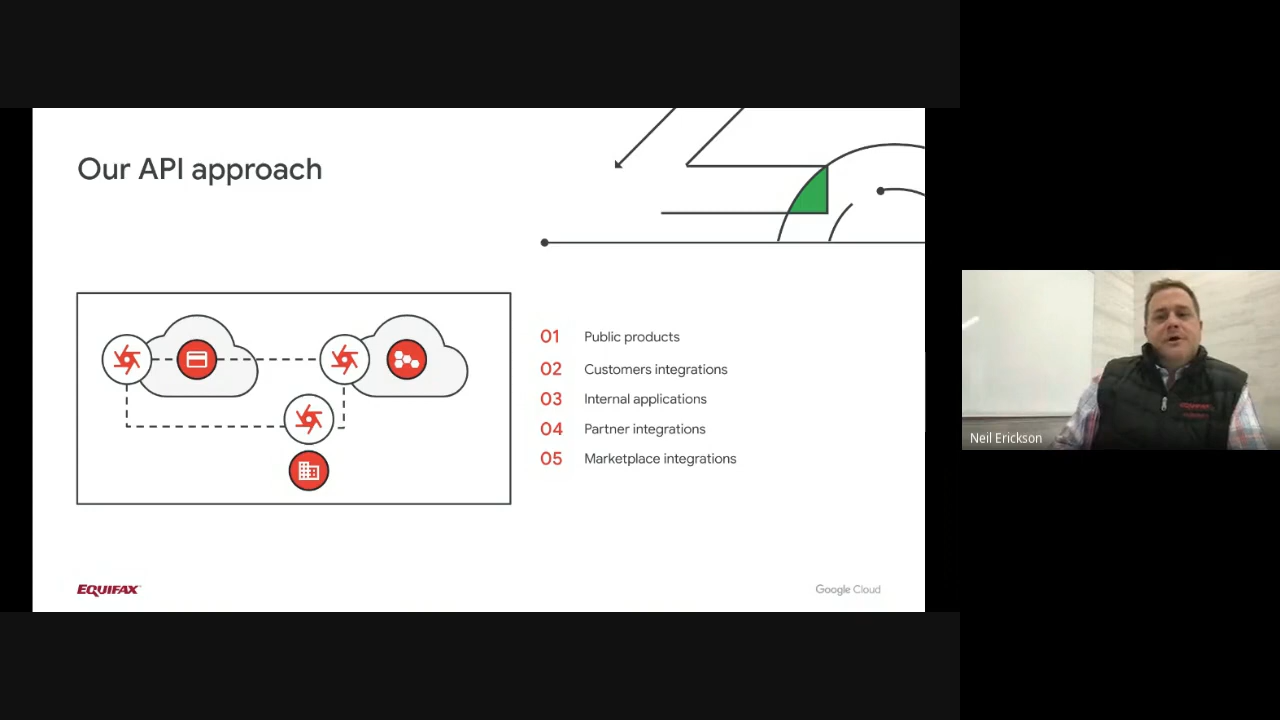 Our API approach
01 Public products
02 Customers integrations
03 Internal applications
04 Partner integrations
05 Marketplace integrations
EQUIFAX
Google Cloud
EQUIFAX
Neil Erickson